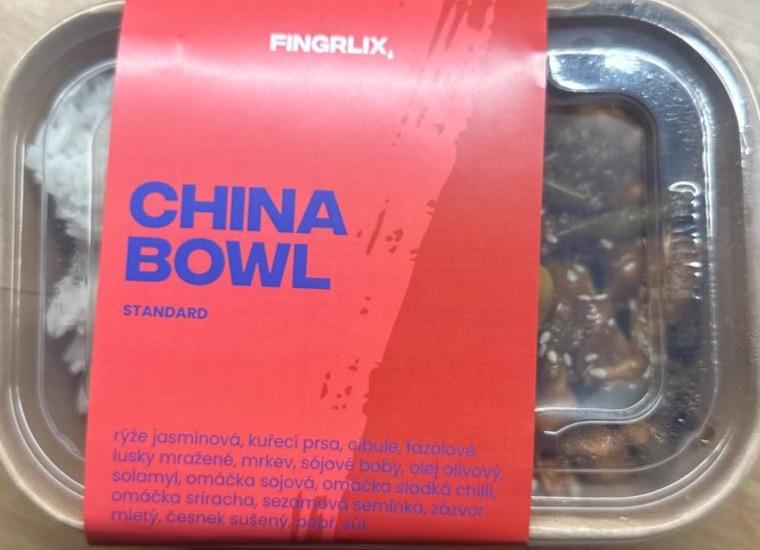 FINGRLIX
CHINA
BOWL
STANDARD
rýže jasmínová, kuřecí prsa, cibule, fazolové
lusky mražené, mrkev, sójové boby, olej olivový,
solamyl, omáčka sojová, omáčka sladká chilli,
omáčka sriracha, sezamová semínka, zázvor
mletý, česnek sušený, pepř, sůl